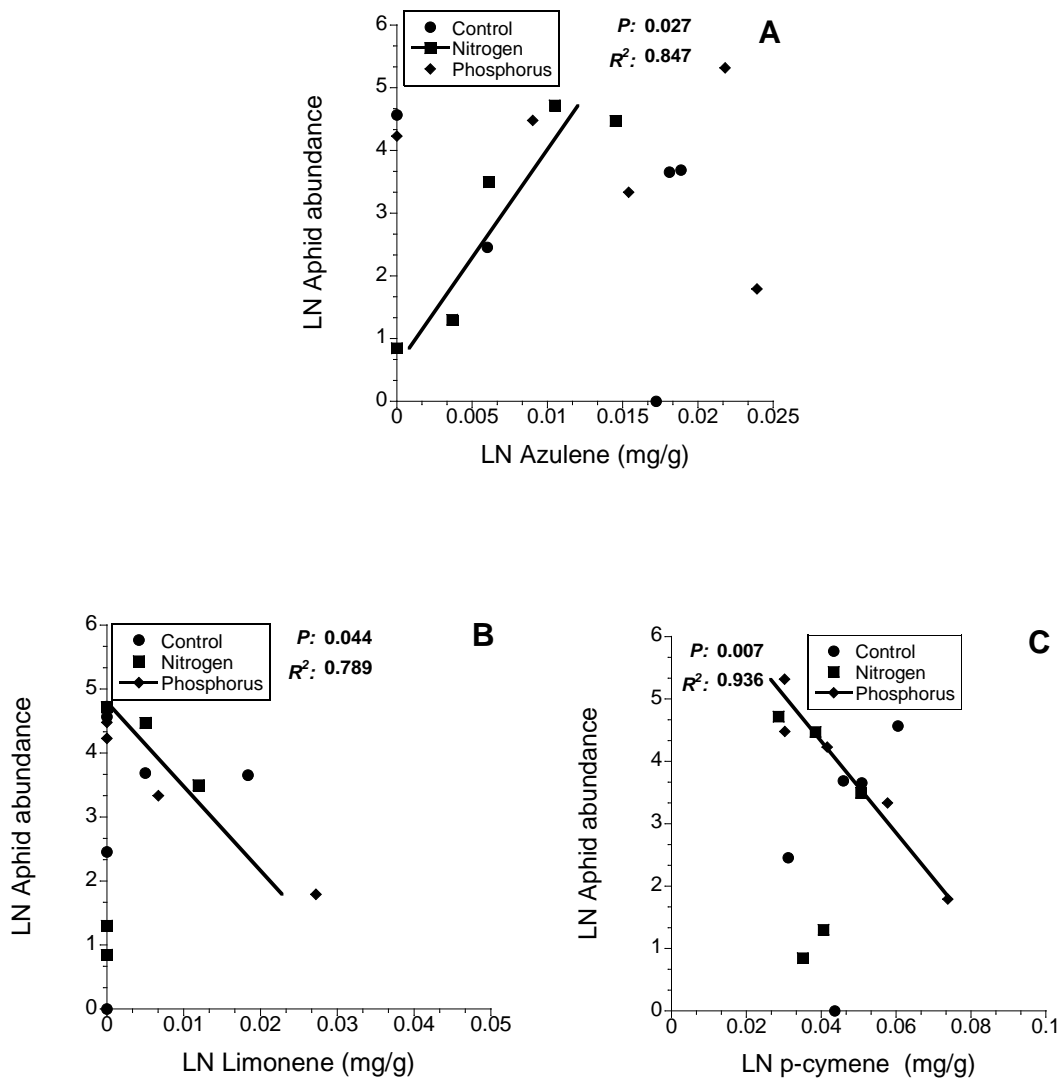 A
P: 0.027
R²: 0.847
Control
Nitrogen
Phosphorus
6
5
4
3
2
1
0
LN Aphid abundance
0 0.005 0.01 0.015 0.02 0.025
LN Azulene (mg/g)
B
P: 0.044
R²: 0.789
Control
Nitrogen
Phosphorus
6
5
4
3
2
1
0
LN Aphid abundance
0 0.01 0.02 0.03 0.04 0.05
LN Limonene (mg/g)
C
P: 0.007
R²: 0.936
Control
Nitrogen
Phosphorus
6
5
4
3
2
1
0
LN Aphid abundance
0 0.02 0.04 0.06 0.08 0.1
LN p-cymene (mg/g)